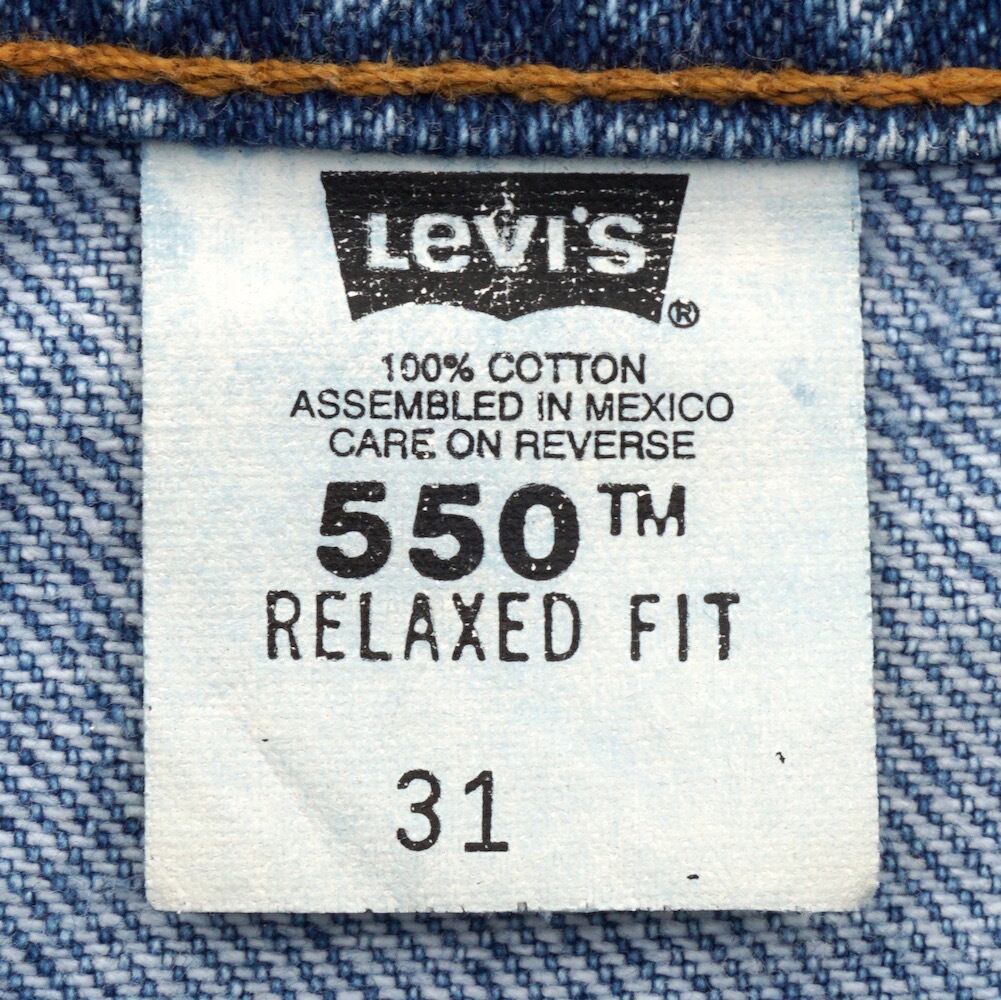 Levi's
®
100% COTTON
ASSEMBLED IN MEXICO
CARE ON REVERSE
550™
RELAXED FIT
31